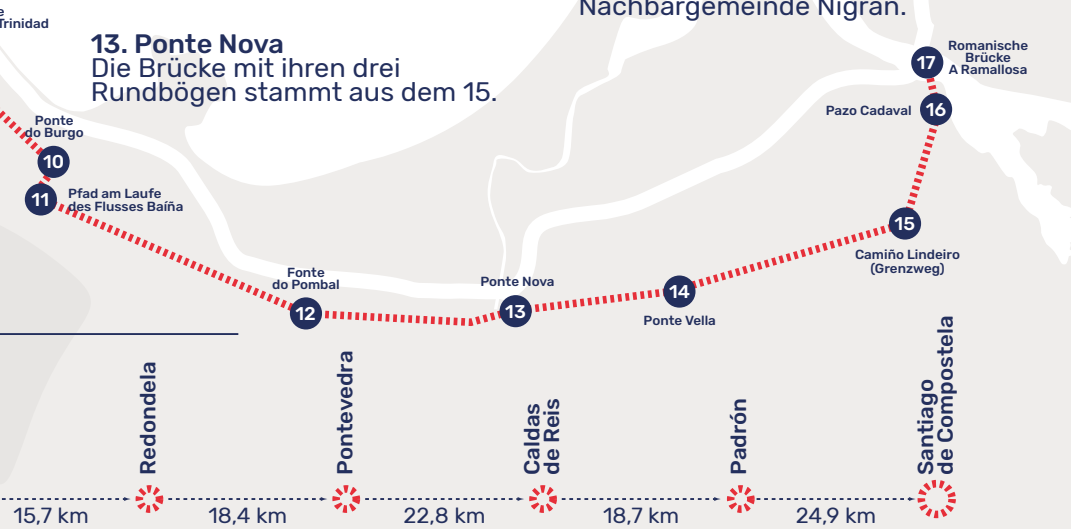 Trinidad
Nachbargemeinde Nigrán.
13. Ponte Nova
Die Brücke mit ihren drei
Rundbögen stammt aus dem 15.
17
Romanische
Brücke
A Ramallosa
Pazo Cadaval
16
Ponte
do Burgo
10
11
Pfad am Laufe
des Flusses Baíña
15
Camiño Lindeiro
(Grenzweg)
Fonte
do Pombal
12
Ponte Nova
13
14
Ponte Vella
Redondela
Pontevedra
Caldas
de Reis
Padrón
Santiago
de Compostela
15,7 km
18,4 km
22,8 km
18,7 km
24,9 km